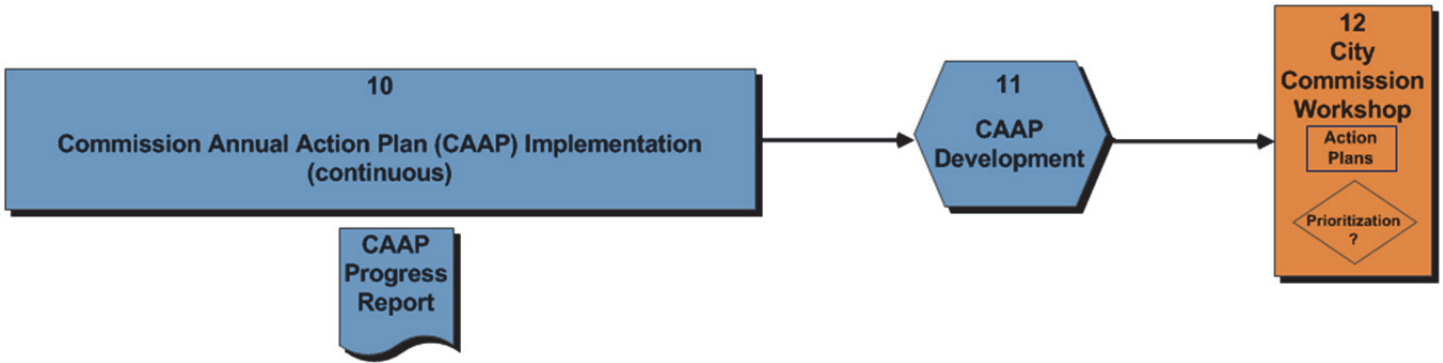 10
Commission Annual Action Plan (CAAP) Implementation
(continuous)
CAAP
Progress
Report
11
CAAP
Development
12
City
Commission
Workshop
Action
Plans
Prioritization
?